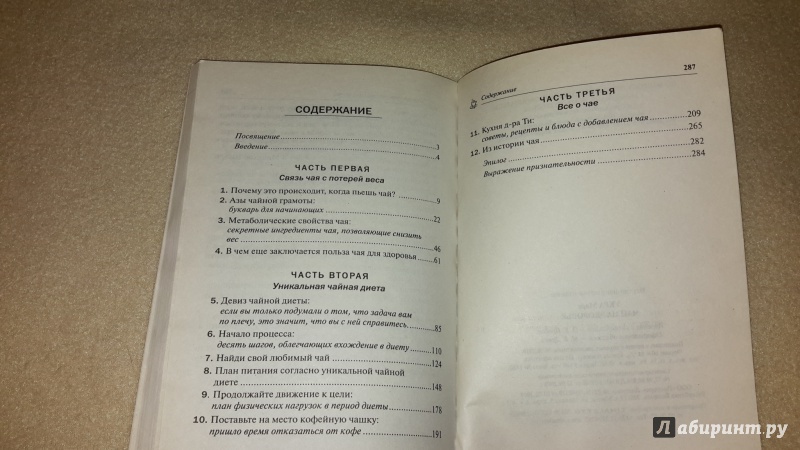 СОДЕРЖАНИЕ
Посвящение 3
Введение 4
ЧАСТЬ ПЕРВАЯ
Связь чая с потерей веса
1. Почему это происходит, когда пьешь чай? 9
2. Азы чайной грамоты:
букварь для начинающих 22
3. Метаболические свойства чая:
секретные ингредиенты чая, позволяющие снизить
вес 46
4. В чем еще заключается польза чая для здоровья 61
ЧАСТЬ ВТОРАЯ
Уникальная чайная диета
5. Девиз чайной диеты:
если вы только подумали о том, что задача вам
по плечу, это значит, что вы с ней справитесь. 85
6. Начало процесса:
десять шагов, облегчающих вхождение в диету 110
7. Найди свой любимый чай 124
8. План питания согласно уникальной чайной
диете 148
9. Продолжайте движение к цели:
план физических нагрузок в период диеты 178
10. Поставьте на место кофейную чашку:
пришло время отказаться от кофе 191
Содержание 287
ЧАСТЬ ТРЕТЬЯ
Все о чае
11. Кухня д-ра Ти:
советы, рецепты и блюда с добавлением чая 209
12. Из истории чая 265
Эпилог 282
Выражение признательности 284
Лабиринт.ру